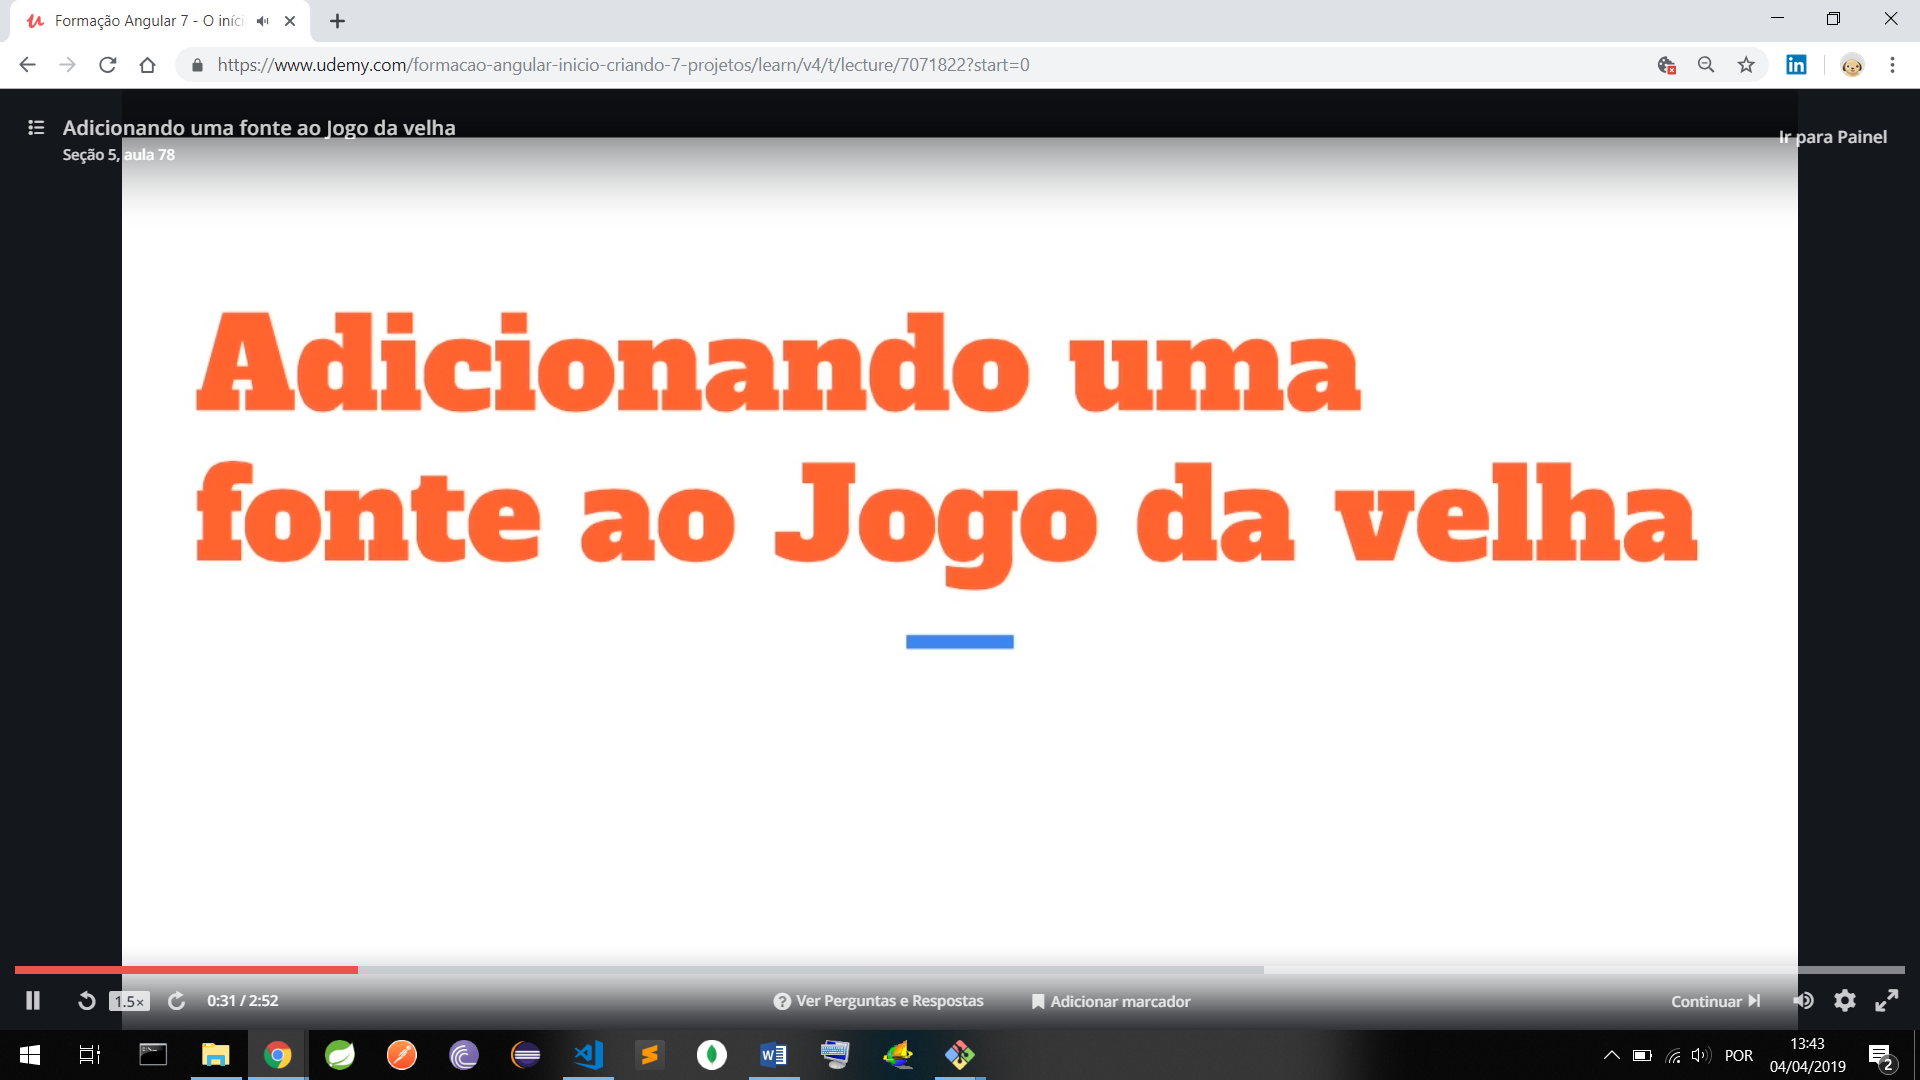 Formação Angular 7 - O iníci
https://www.udemy.com/formacao-angular-inicio-criando-7-projetos/learn/v4/t/lecture/7071822?start=0
in
Adicionando uma fonte ao Jogo da velha
Seção 5, aula 78
Ir para Painel
Adicionando uma
fonte ao Jogo da velha
1.5×
0:31 / 2:52
? Ver Perguntas e Respostas
Adicionar marcador
Continuar
POR
13:43
04/04/2019
2